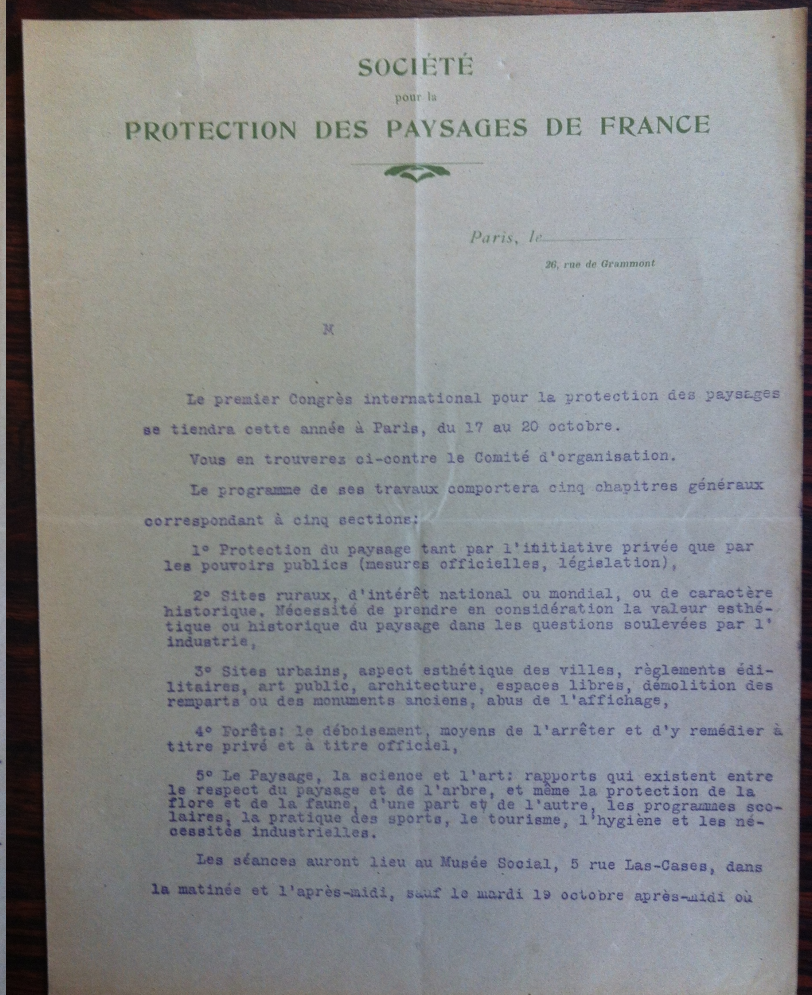 SOCIÉTÉ
pour la
PROTECTION DES PAYSAGES DE FRANCE
Paris, le
26, rue de Grammont
M
Le premier Congrès international pour la protection des paysages
se tiendra cette année à Paris, du 17 au 20 octobre.
Vous en trouverez ci-contre le Comité d'organisation.
Le programme de ses travaux comportera cinq chapitres généraux
correspondant à cinq sections:
1° Protection du paysage tant par l'initiative privée que par
les pouvoirs publics (mesures officielles, législation),
2° Sites ruraux, d'intérêt national ou mondial, ou de caractère
historique. Nécessité de prendre en considération la valeur esthé-
tique ou historique du paysage dans les questions soulevées par l'
industrie,
3° Sites urbains, aspect esthétique des villes, règlements édi-
litaires, art public, architecture, espaces libres, démolition des
remparts ou des monuments anciens, abus de l'affichage,
4° Forêts: le déboisement, moyens de l'arrêter et d'y remédier à
titre privé et à titre officiel,
5° Le Paysage, la science et l'art: rapports qui existent entre
le respect du paysage et de l'arbre, et même la protection de la
flore et de la faune, d'une part et de l'autre, les programmes sco-
laires, la pratique des sports, le tourisme, l'hygiène et les né-
cessités industrielles.
Les séances auront lieu au Musée Social, 5 rue Las-Cases, dans
la matinée et l'après-midi, sauf le mardi 19 octobre après-midi où